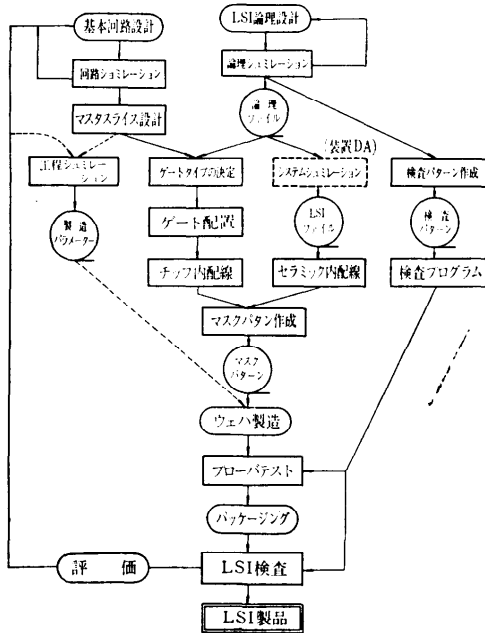 基本回路設計
LSI論理設計
回路ショミレーション
論理シュミレーション
マスタスライス設計
論理
ファイル
(装置DA)
工程シュミレー
ション
ゲートタイプの決定
システムシュミレーション
検査パターン作成
製造
パラメーター
ゲート配置
LSI
ファイル
検査
パターン
チップ内配線
セラミック内配線
検査プログラム
マスクパタン作成
マスク
パターン
ウェハ製造
プローバテスト
パッケージング
評価
LSI検査
LSI製品